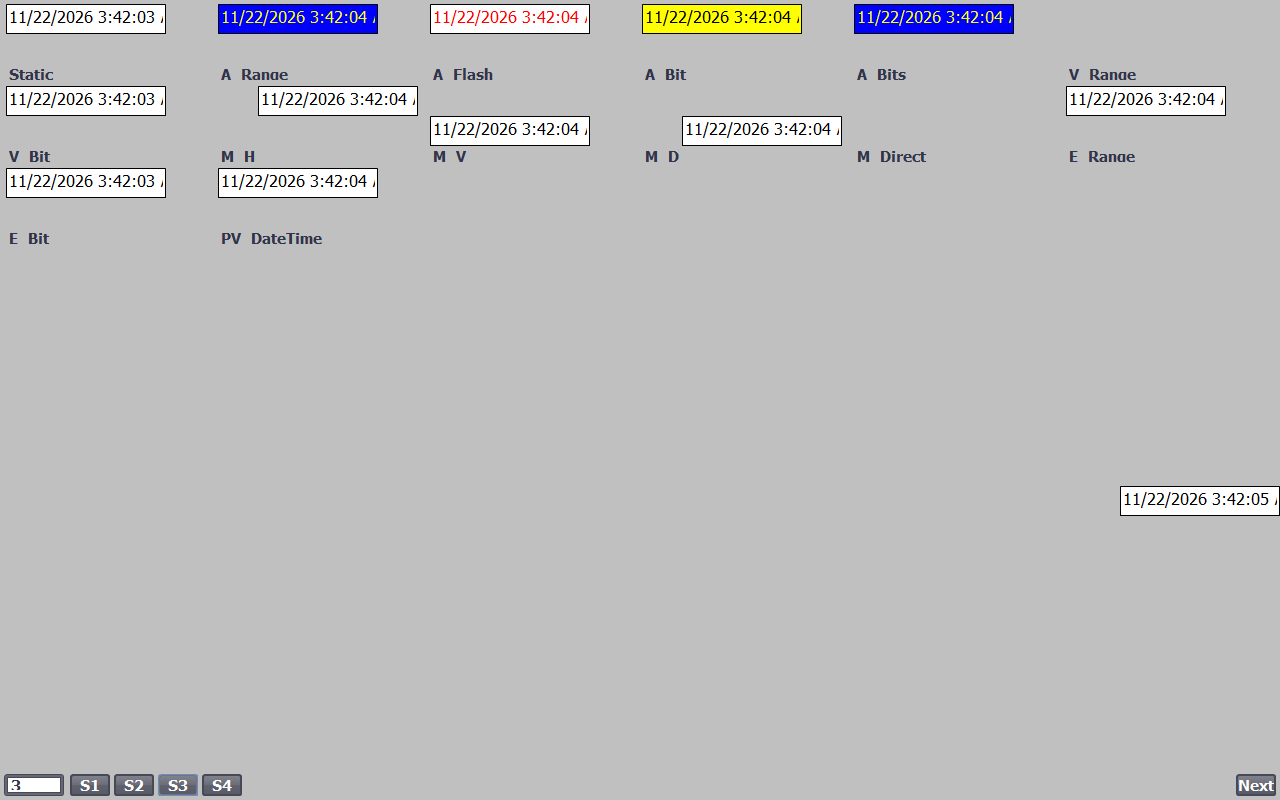 11/22/2026 3:42:03 11/22/2026 3:42:04 11/22/2026 3:42:04 11/22/2026 3:42:04 11/22/2026 3:42:04
Static A Range A Flash A Bit A Bits V Range
11/22/2026 3:42:03 11/22/2026 3:42:04 11/22/2026 3:42:04
11/22/2026 3:42:04 11/22/2026 3:42:04
V Bit M H M V M D M Direct E Range
11/22/2026 3:42:03 11/22/2026 3:42:04
E Bit PV DateTime
11/22/2026 3:42:05
3 S1 S2 S3 S4 Next